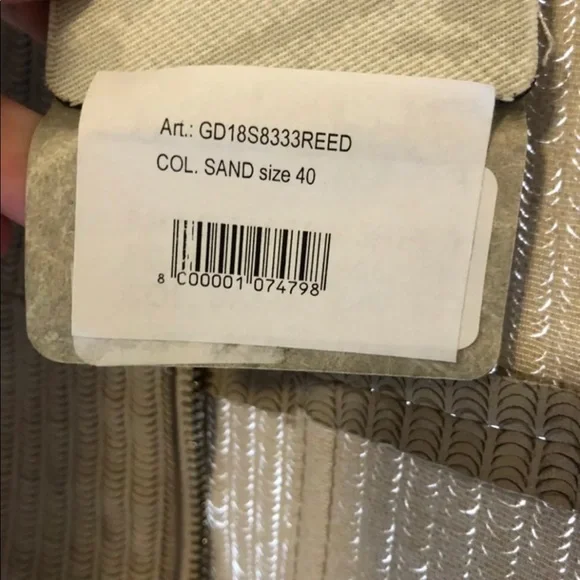 Art.: GD18S8333REED
COL. SAND size 40
8 C00001 074798